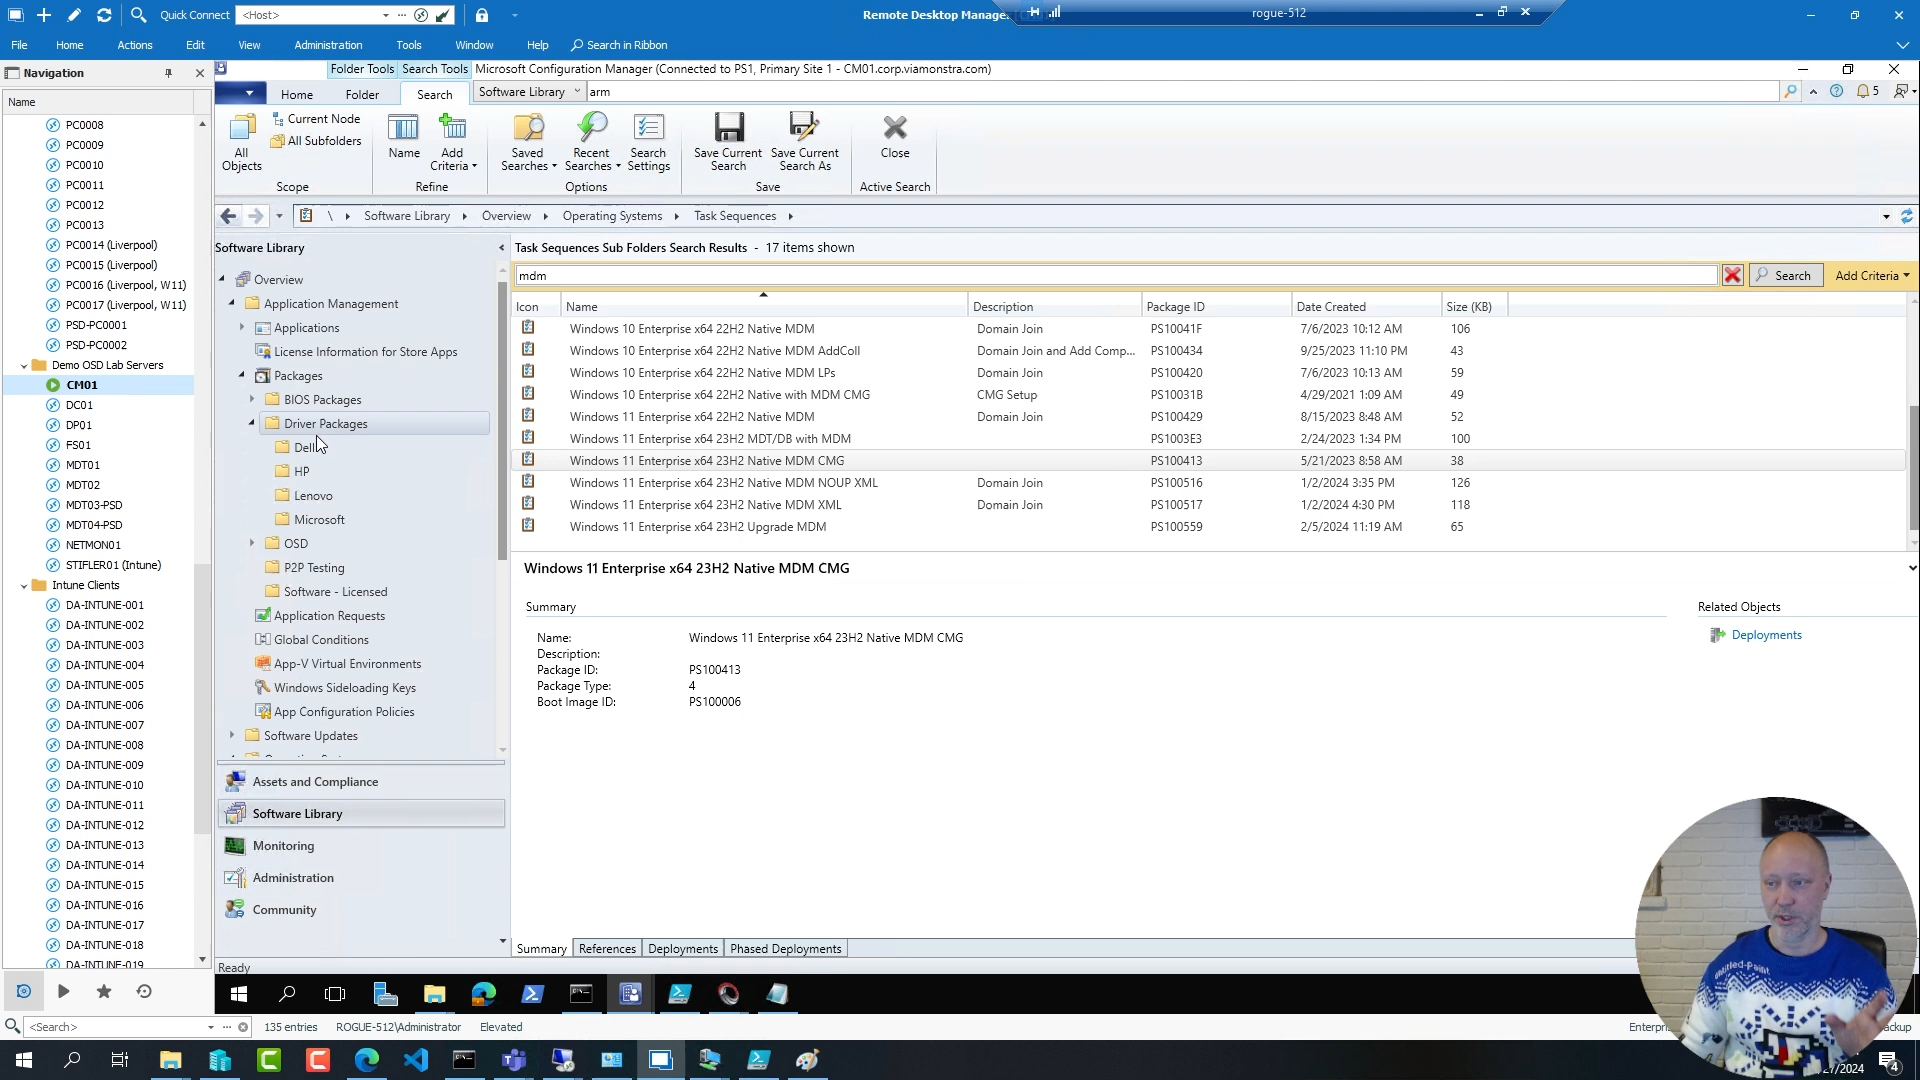 Quick Connect
<Host>
Remote Desktop Manager
rogue-512
File
Home
Actions
Edit
View
Administration
Tools
Window
Help
Search in Ribbon
Navigation
Name
PC0008
PC0009
PC0010
PC0011
PC0012
PC0013
PC0014 (Liverpool)
PC0015 (Liverpool)
PC0016 (Liverpool, W11)
PC0017 (Liverpool, W11)
PSD-PC0001
PSD-PC0002
Demo OSD Lab Servers
CM01
DC01
DP01
FS01
MDT01
MDT02
MDT03-PSD
MDT04-PSD
NETMON01
STIFLER01 (Intune)
Intune Clients
DA-INTUNE-001
DA-INTUNE-002
DA-INTUNE-003
DA-INTUNE-004
DA-INTUNE-005
DA-INTUNE-006
DA-INTUNE-007
DA-INTUNE-008
DA-INTUNE-009
DA-INTUNE-010
DA-INTUNE-011
DA-INTUNE-012
DA-INTUNE-013
DA-INTUNE-014
DA-INTUNE-015
DA-INTUNE-016
DA-INTUNE-017
DA-INTUNE-018
DA-INTUNE-019
Folder Tools
Search Tools
Microsoft Configuration Manager (Connected to PS1, Primary Site 1 - CM01.corp.viamonstra.com)
Home
Folder
Search
Software Library
arm
5
All Objects
Current Node
All Subfolders
Scope
Name
Add Criteria
Refine
Saved Searches
Recent Searches
Search Settings
Options
Save Current Search
Save Current Search As
Save
Close
Active Search
\
Software Library
Overview
Operating Systems
Task Sequences
Software Library
Overview
Application Management
Applications
License Information for Store Apps
Packages
BIOS Packages
Driver Packages
Dell
HP
Lenovo
Microsoft
OSD
P2P Testing
Software - Licensed
Application Requests
Global Conditions
App-V Virtual Environments
Windows Sideloading Keys
App Configuration Policies
Software Updates
Assets and Compliance
Software Library
Monitoring
Administration
Community
Task Sequences Sub Folders Search Results - 17 items shown
mdm
Search
Add Criteria
Icon Name Description Package ID Date Created Size (KB)
Windows 10 Enterprise x64 22H2 Native MDM Domain Join PS10041F 7/6/2023 10:12 AM 106
Windows 10 Enterprise x64 22H2 Native MDM AddColl Domain Join and Add Comp... PS100434 9/25/2023 11:10 PM 43
Windows 10 Enterprise x64 22H2 Native MDM LPs Domain Join PS100420 7/6/2023 10:13 AM 59
Windows 10 Enterprise x64 22H2 Native with MDM CMG CMG Setup PS10031B 4/29/2021 1:09 AM 49
Windows 11 Enterprise x64 22H2 Native MDM Domain Join PS100429 8/15/2023 8:48 AM 52
Windows 11 Enterprise x64 23H2 MDT/DB with MDM PS1003E3 2/24/2023 1:34 PM 100
Windows 11 Enterprise x64 23H2 Native MDM CMG PS100413 5/21/2023 8:58 AM 38
Windows 11 Enterprise x64 23H2 Native MDM NOUP XML Domain Join PS100516 1/2/2024 3:35 PM 126
Windows 11 Enterprise x64 23H2 Native MDM XML Domain Join PS100517 1/2/2024 4:30 PM 118
Windows 11 Enterprise x64 23H2 Upgrade MDM PS100559 2/5/2024 11:19 AM 65
Windows 11 Enterprise x64 23H2 Native MDM CMG
Summary
Name: Windows 11 Enterprise x64 23H2 Native MDM CMG
Description:
Package ID: PS100413
Package Type: 4
Boot Image ID: PS100006
Related Objects
Deployments
Summary
References
Deployments
Phased Deployments
Ready
<Search>
135 entries
ROGUE-512\Administrator
Elevated
4